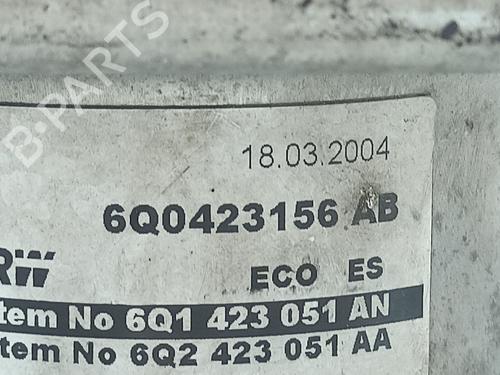 B-PARTS
18.03.2004
6Q0423156 AB
RW
ECO ES
tem No 6Q1 423 051 AN
tem No 6Q2 423 051 AA